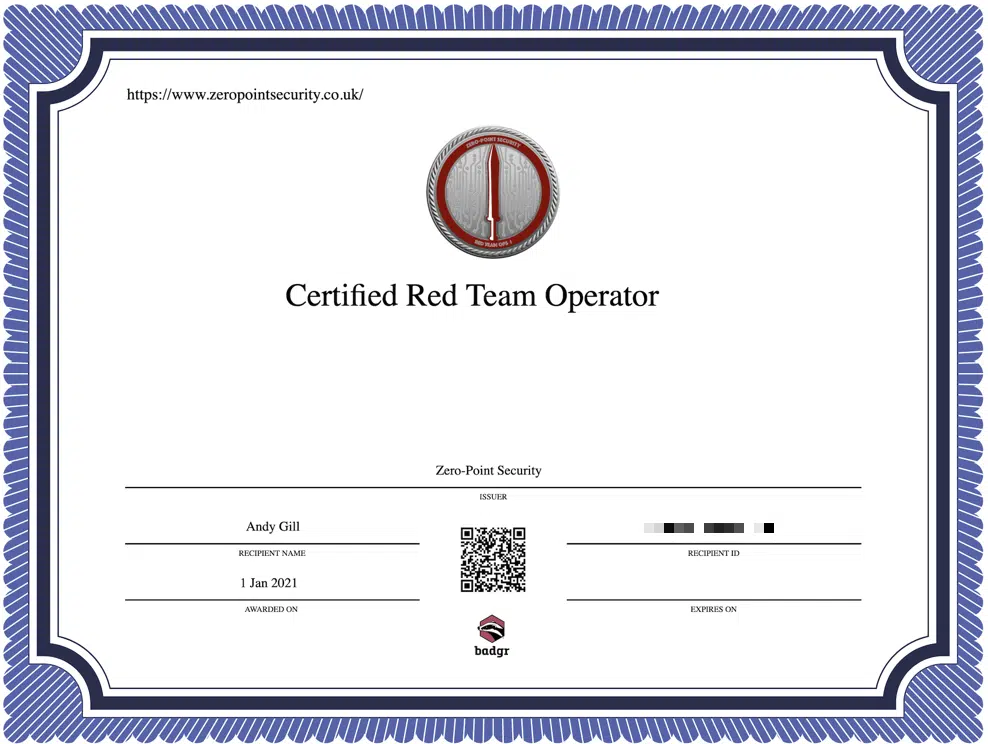 https://www.zeropointsecurity.co.uk/
ZERO-POINT SECURITY
RED TEAM OPS I
Certified Red Team Operator
Zero-Point Security
ISSUER
Andy Gill
RECIPIENT NAME
RECIPIENT ID
1 Jan 2021
AWARDED ON
EXPIRES ON
badgr